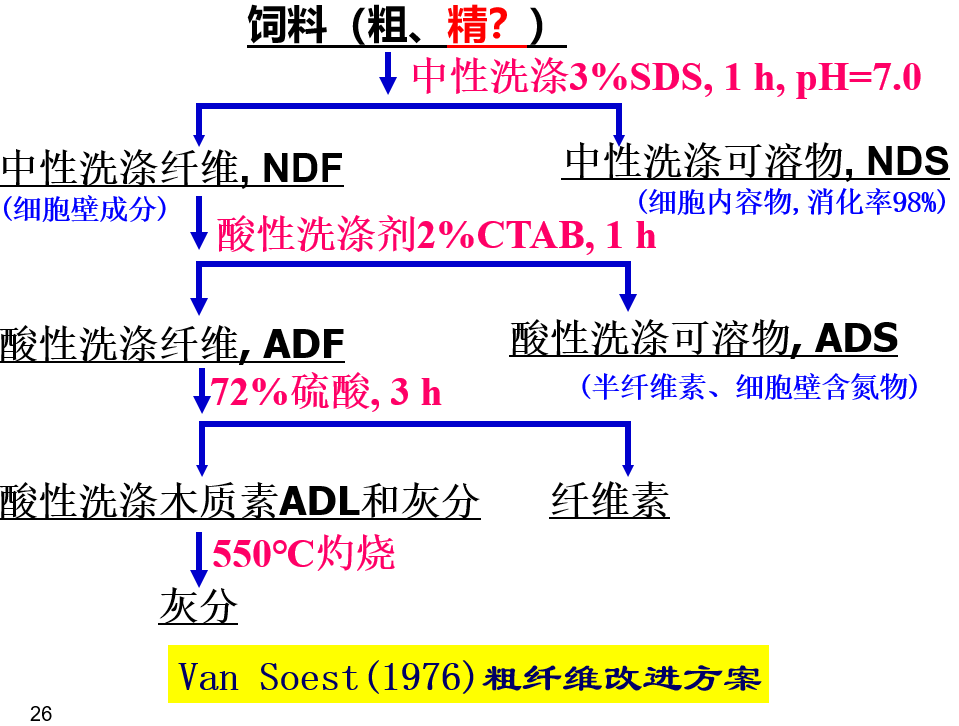 饲料（粗、精？）
中性洗涤3%SDS, 1 h, pH=7.0
中性洗涤纤维, NDF
中性洗涤可溶物, NDS
(细胞壁成分)
(细胞内容物,消化率98%)
酸性洗涤剂2%CTAB, 1 h
酸性洗涤纤维, ADF
酸性洗涤可溶物, ADS
72%硫酸, 3 h
(半纤维素、细胞壁含氮物)
酸性洗涤木质素ADL和灰分
纤维素
550℃灼烧
灰分
Van Soest(1976)粗纤维改进方案
26